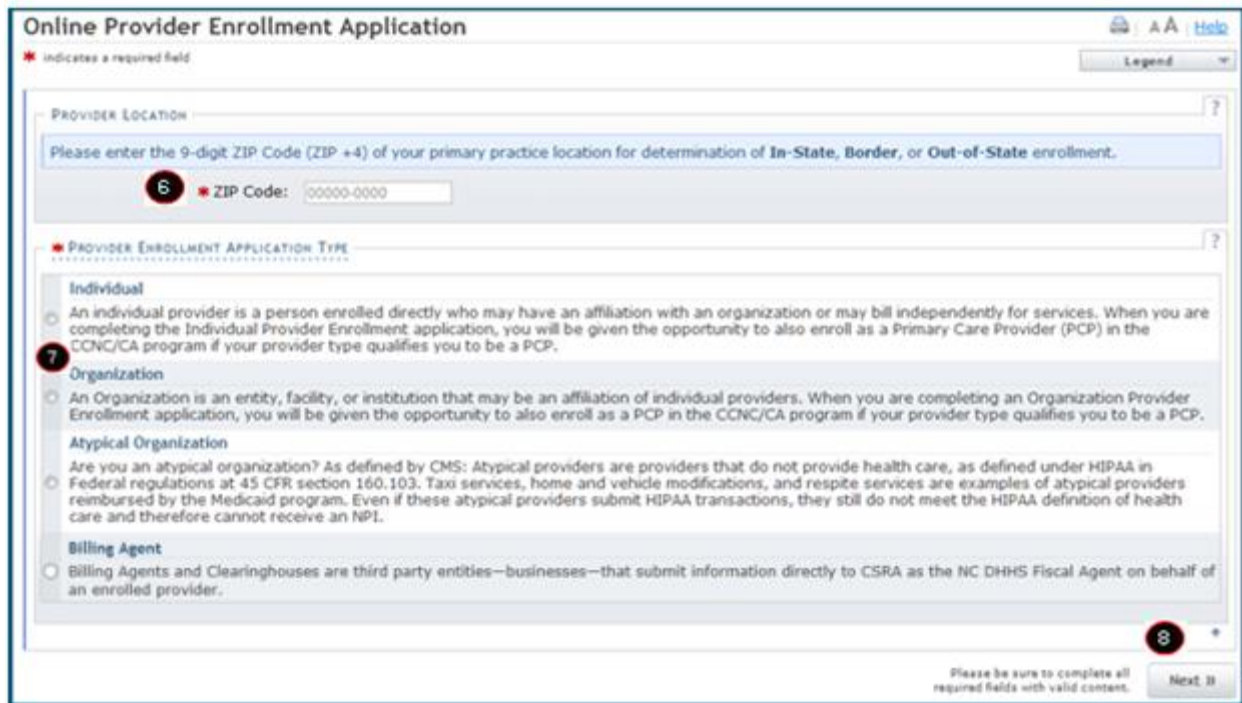 Online Provider Enrollment Application
A A Help
* indicates a required field
Legend
PROVIDER LOCATION
?
Please enter the 9-digit ZIP Code (ZIP +4) of your primary practice location for determination of In-State, Border, or Out-of-State enrollment.
6 * ZIP Code: 00000-0000
* PROVIDER ENROLLMENT APPLICATION TYPE
?
Individual
An individual provider is a person enrolled directly who may have an affiliation with an organization or may bill independently for services. When you are
completing the Individual Provider Enrollment application, you will be given the opportunity to also enroll as a Primary Care Provider (PCP) in the
CCNC/CA program if your provider type qualifies you to be a PCP.
7
Organization
An Organization is an entity, facility, or institution that may be an affiliation of individual providers. When you are completing an Organization Provider
Enrollment application, you will be given the opportunity to also enroll as a PCP in the CCNC/CA program if your provider type qualifies you to be a PCP.
Atypical Organization
Are you an atypical organization? As defined by CMS: Atypical providers are providers that do not provide health care, as defined under HIPAA in
Federal regulations at 45 CFR section 160.103. Taxi services, home and vehicle modifications, and respite services are examples of atypical providers
reimbursed by the Medicaid program. Even if these atypical providers submit HIPAA transactions, they still do not meet the HIPAA definition of health
care and therefore cannot receive an NPI.
Billing Agent
Billing Agents and Clearinghouses are third party entities—businesses—that submit information directly to CSRA as the NC DHHS Fiscal Agent on behalf of
an enrolled provider.
8
Please be sure to complete all
required fields with valid content.
Next »